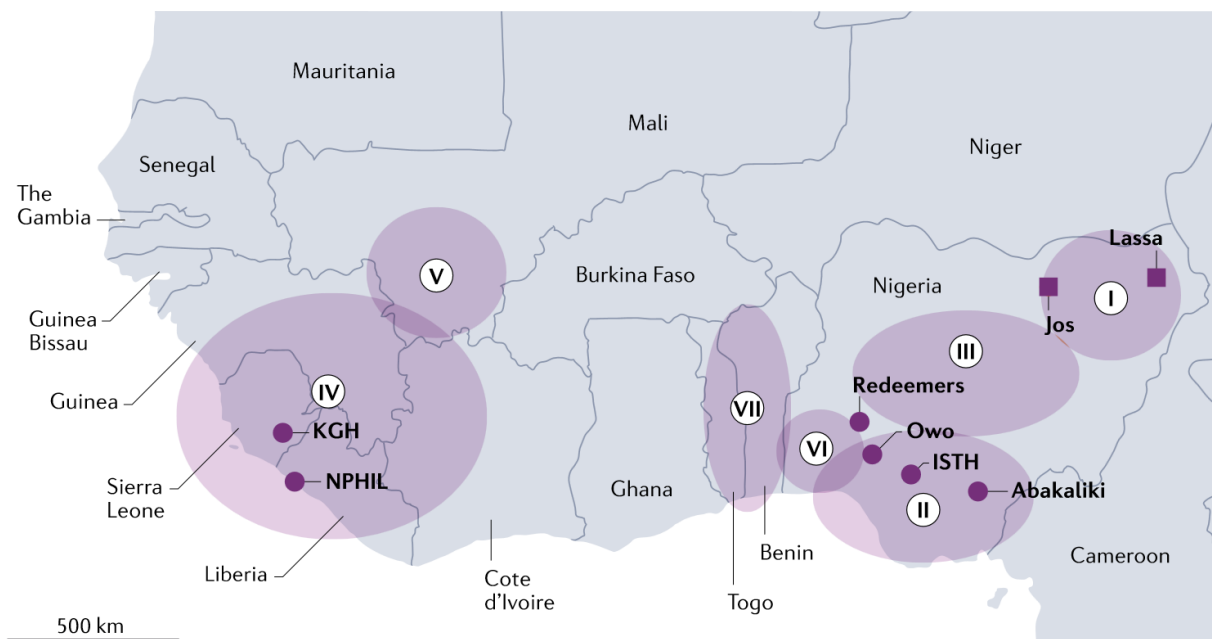 Mauritania
Mali
Niger
Senegal
The
Gambia
Lassa
V
Burkina Faso
Nigeria
I
Guinea
Bissau
Jos
III
Guinea
IV
Redeemers
VII
KGH
Owo
VI
ISTH
NPHIL
Sierra
Leone
Ghana
Abakaliki
II
Benin
Cameroon
Liberia
Cote
d'Ivoire
Togo
500 km